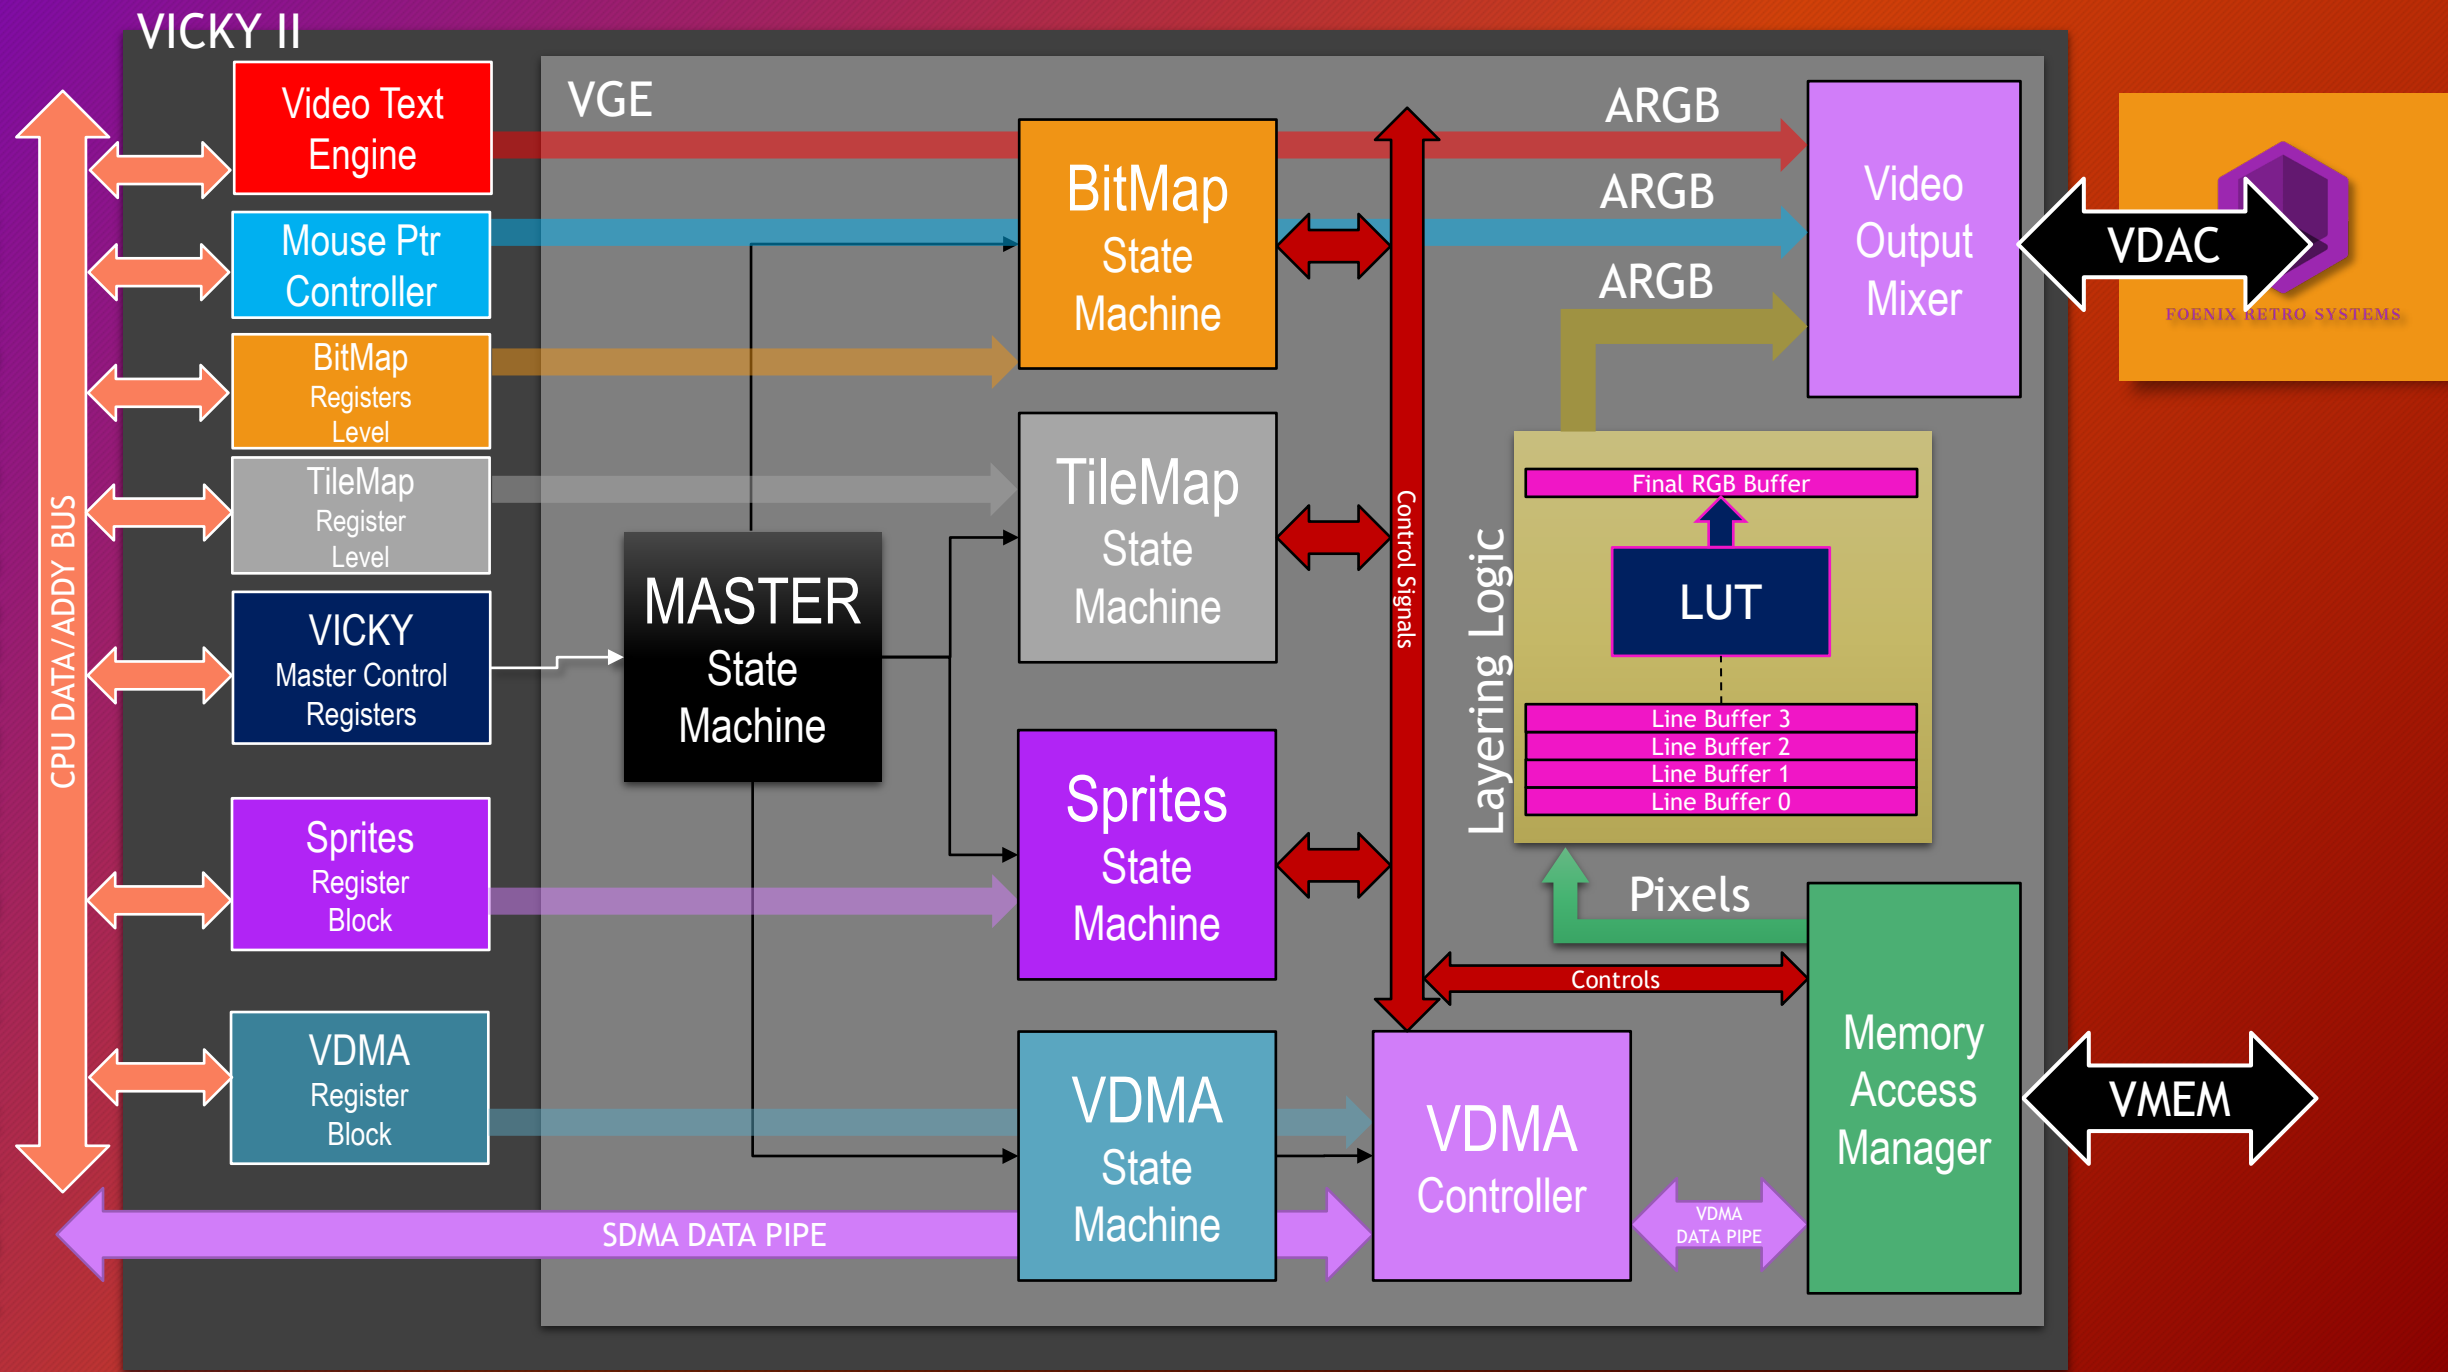 VICKY II
CPU DATA/ADDY BUS
Video Text
Engine
Mouse Ptr
Controller
BitMap
Registers
Level
TileMap
Register
Level
VICKY
Master Control
Registers
Sprites
Register
Block
VDMA
Register
Block
SDMA DATA PIPE
VGE
MASTER
State
Machine
BitMap
State
Machine
TileMap
State
Machine
Sprites
State
Machine
VDMA
State
Machine
Control Signals
ARGB
ARGB
ARGB
Video
Output
Mixer
VDAC
FOENIX RETRO SYSTEMS
Layering Logic
Final RGB Buffer
LUT
Line Buffer 3
Line Buffer 2
Line Buffer 1
Line Buffer 0
Pixels
Controls
VDMA
Controller
VDMA
DATA PIPE
Memory
Access
Manager
VMEM